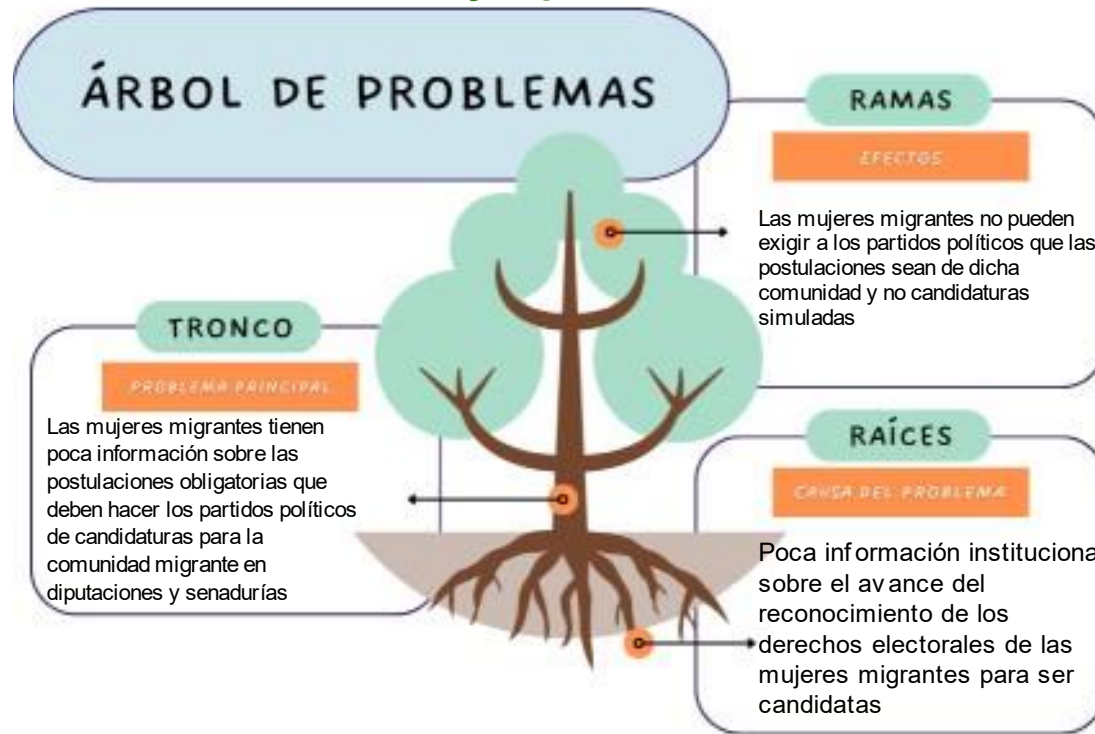 ÁRBOL DE PROBLEMAS
RAMAS
EFECTOS
Las mujeres migrantes no pueden
exigir a los partidos políticos que las
postulaciones sean de dicha
comunidad y no candidaturas
simuladas
TRONCO
PROBLEMA PRINCIPAL
Las mujeres migrantes tienen
poca información sobre las
postulaciones obligatorias que
deben hacer los partidos políticos
de candidaturas para la
comunidad migrante en
diputaciones y senadurías
RAÍCES
CAUSA DEL PROBLEMA
Poca información instituciona
sobre el avance del
reconocimiento de los
derechos electorales de las
mujeres migrantes para ser
candidatas